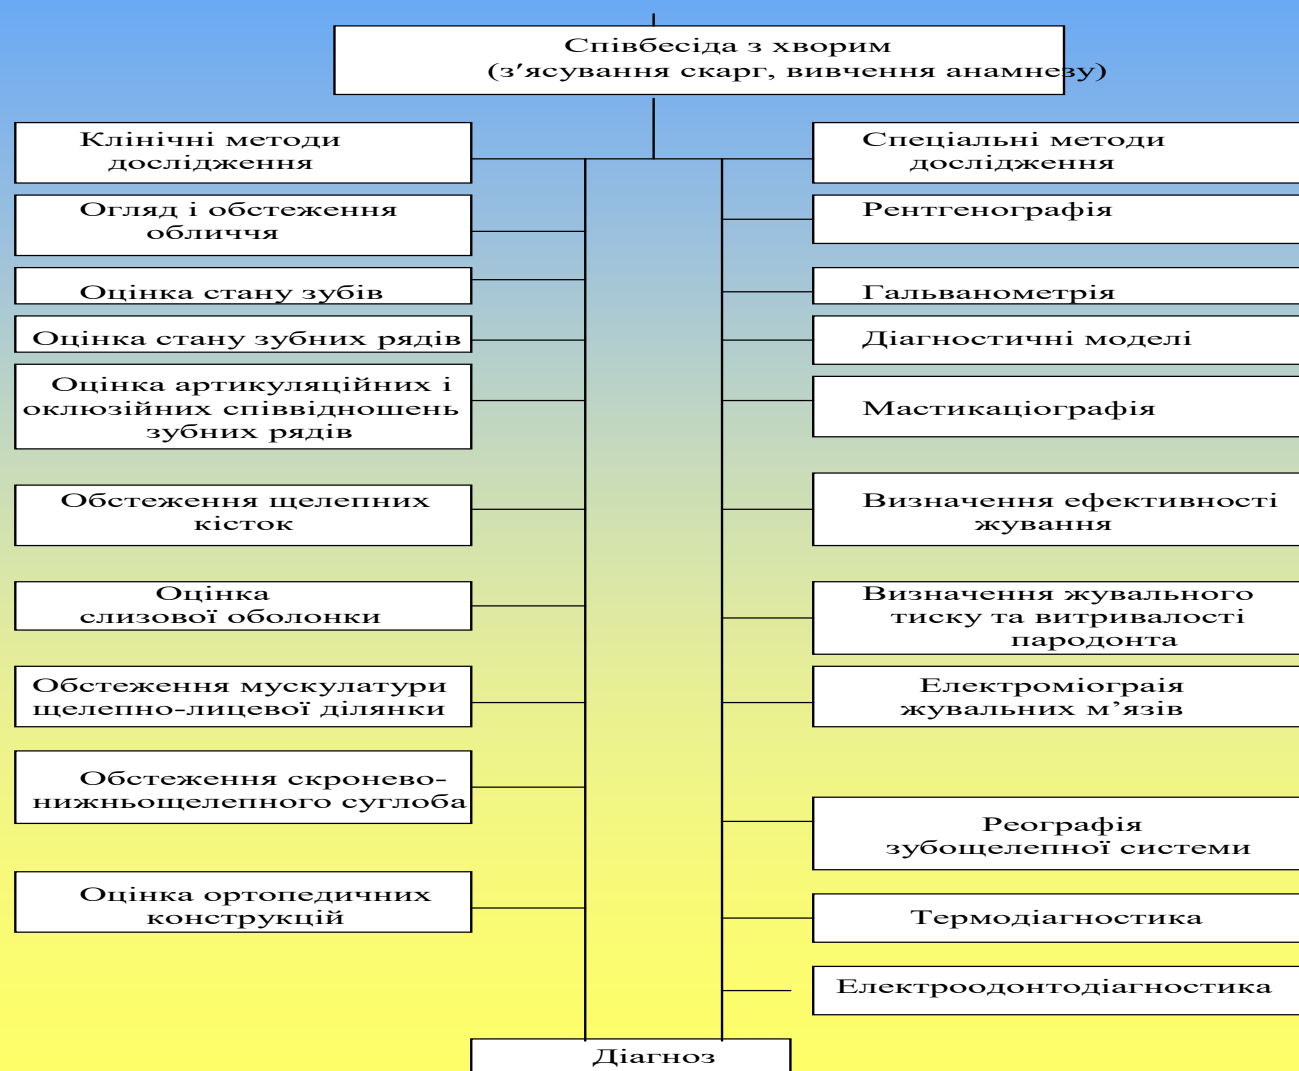 Співбесіда з хворим
(з′ясування скарг, вивчення анамнезу)
Клінічні методи
дослідження
Огляд і обстеження
обличчя
Оцінка стану зубів
Оцінка стану зубних рядів
Оцінка артикуляційних і
оклюзійних співвідношень
зубних рядів
Обстеження щелепних
кісток
Оцінка
слизової оболонки
Обстеження мускулатури
щелепно-лицевої ділянки
Обстеження скронево-
нижньощелепного суглоба
Оцінка ортопедичних
конструкцій
Спеціальні методи
дослідження
Рентгенографія
Гальванометрія
Діагностичні моделі
Мастикаціографія
Визначення ефективності
жування
Визначення жувального
тиску та витривалості
пародонта
Електроміограія
жувальних м’язів
Реографія
зубощелепної системи
Термодіагностика
Електроодонтодіагностика
Діагноз